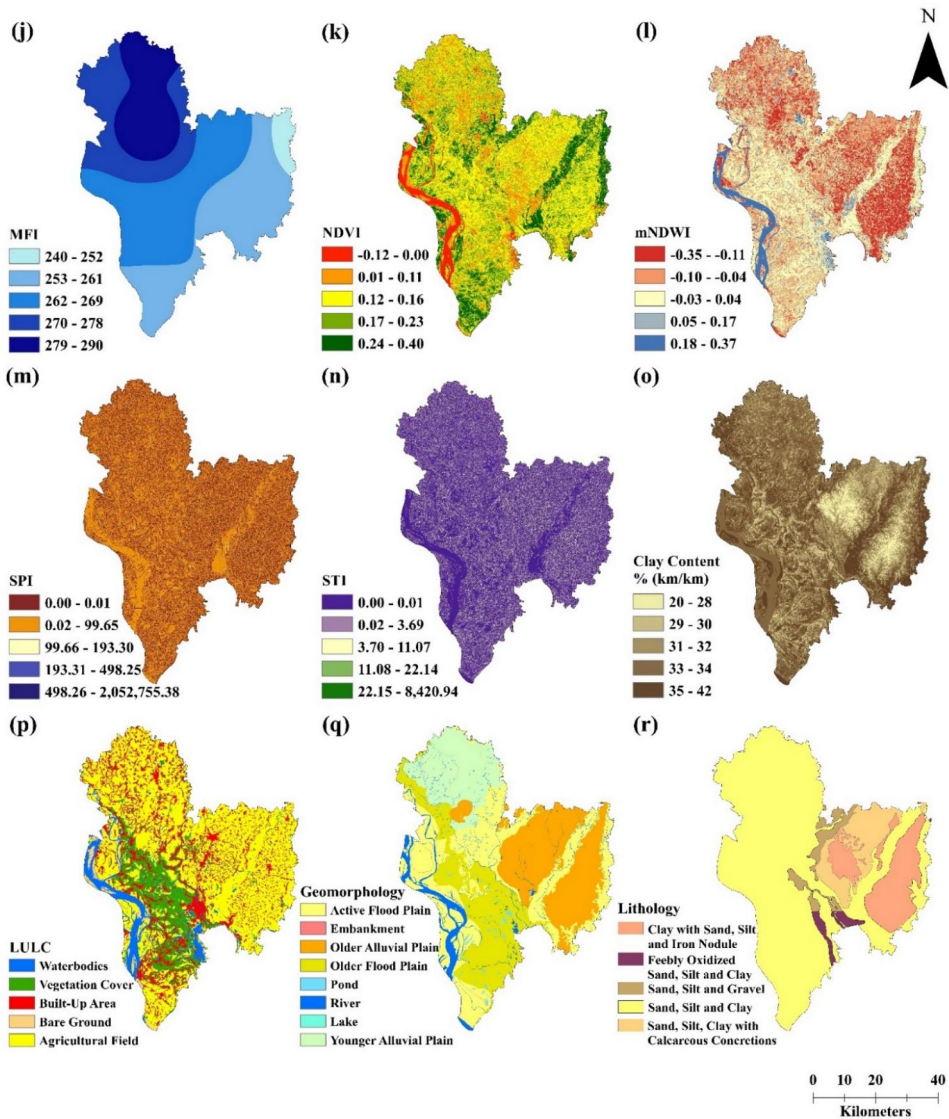 (j)
(k)
(l)
N
MFI
240 - 252
253 - 261
262 - 269
270 - 278
279 - 290
NDVI
-0.12 - 0.00
0.01 - 0.11
0.12 - 0.16
0.17 - 0.23
0.24 - 0.40
mNDWI
-0.35 - -0.11
-0.10 - -0.04
-0.03 - 0.04
0.05 - 0.17
0.18 - 0.37
(m)
(n)
(o)
SPI
0.00 - 0.01
0.02 - 99.65
99.66 - 193.30
193.31 - 498.25
498.26 - 2,052,755.38
STI
0.00 - 0.01
0.02 - 3.69
3.70 - 11.07
11.08 - 22.14
22.15 - 8,420.94
Clay Content
% (km/km)
20 - 28
29 - 30
31 - 32
33 - 34
35 - 42
(p)
(q)
(r)
LULC
Waterbodies
Vegetation Cover
Built-Up Area
Bare Ground
Agricultural Field
Geomorphology
Active Flood Plain
Embankment
Older Alluvial Plain
Older Flood Plain
Pond
River
Lake
Younger Alluvial Plain
Lithology
Clay with Sand, Silt
and Iron Nodule
Feebly Oxidized
Sand, Silt and Clay
Sand, Silt and Gravel
Sand, Silt and Clay
Sand, Silt, Clay with
Calcareous Concretions
0 10 20 40
Kilometers